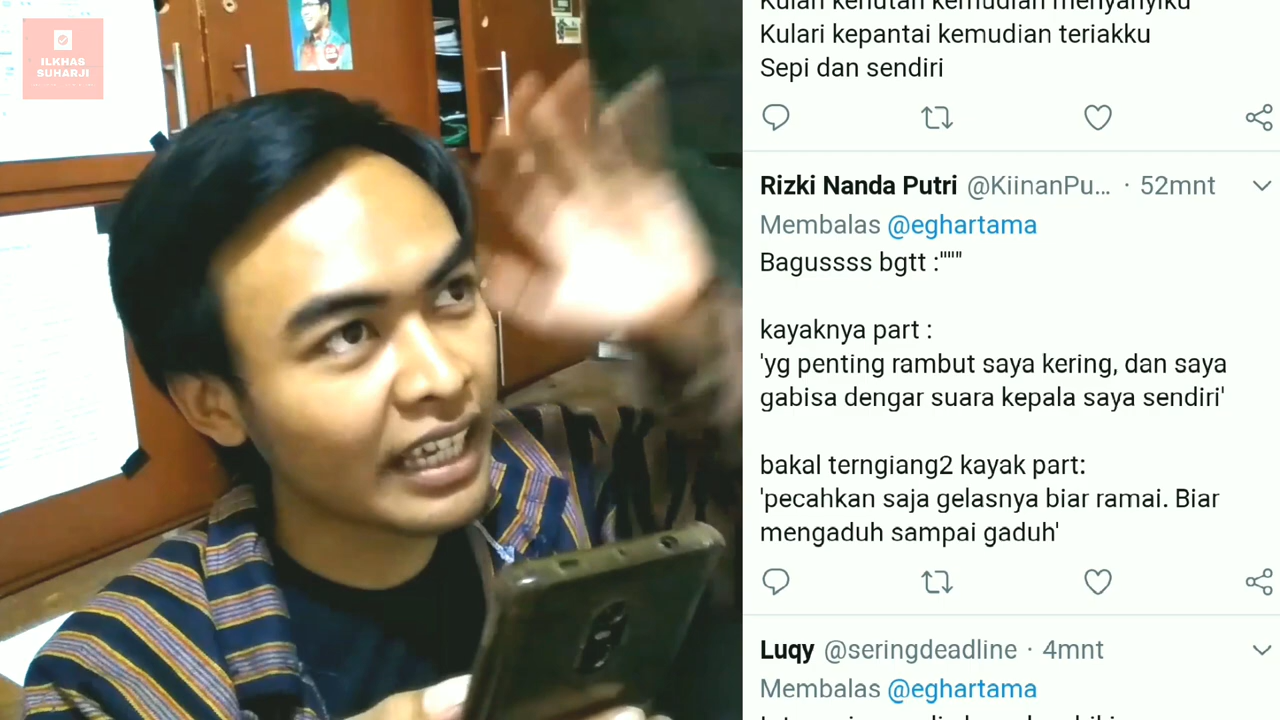 ILKHAS
SUHARJI
Kulari kehutan kemudian menyanyiku
Kulari kepantai kemudian teriakku
Sepi dan sendiri
Rizki Nanda Putri @KiinanPu... · 52mnt
Membalas @eghartama
Bagussss bgtt :""""
kayaknya part :
'yg penting rambut saya kering, dan saya
gabisa dengar suara kepala saya sendiri'
bakal terngiang2 kayak part:
'pecahkan saja gelasnya biar ramai. Biar
mengaduh sampai gaduh'
Luqy @seringdeadline · 4mnt
Membalas @eghartama